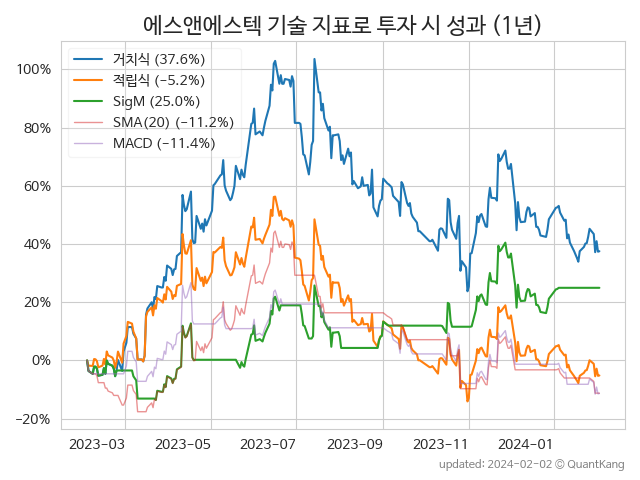 에스앤에스텍 기술 지표로 투자 시 성과 (1년)
거치식 (37.6%)
적립식 (−5.2%)
SigM (25.0%)
SMA(20) (−11.2%)
MACD (−11.4%)
100%
80%
60%
40%
20%
0%
−20%
2023-03
2023-05
2023-07
2023-09
2023-11
2024-01
updated: 2024-02-02 © QuantKang